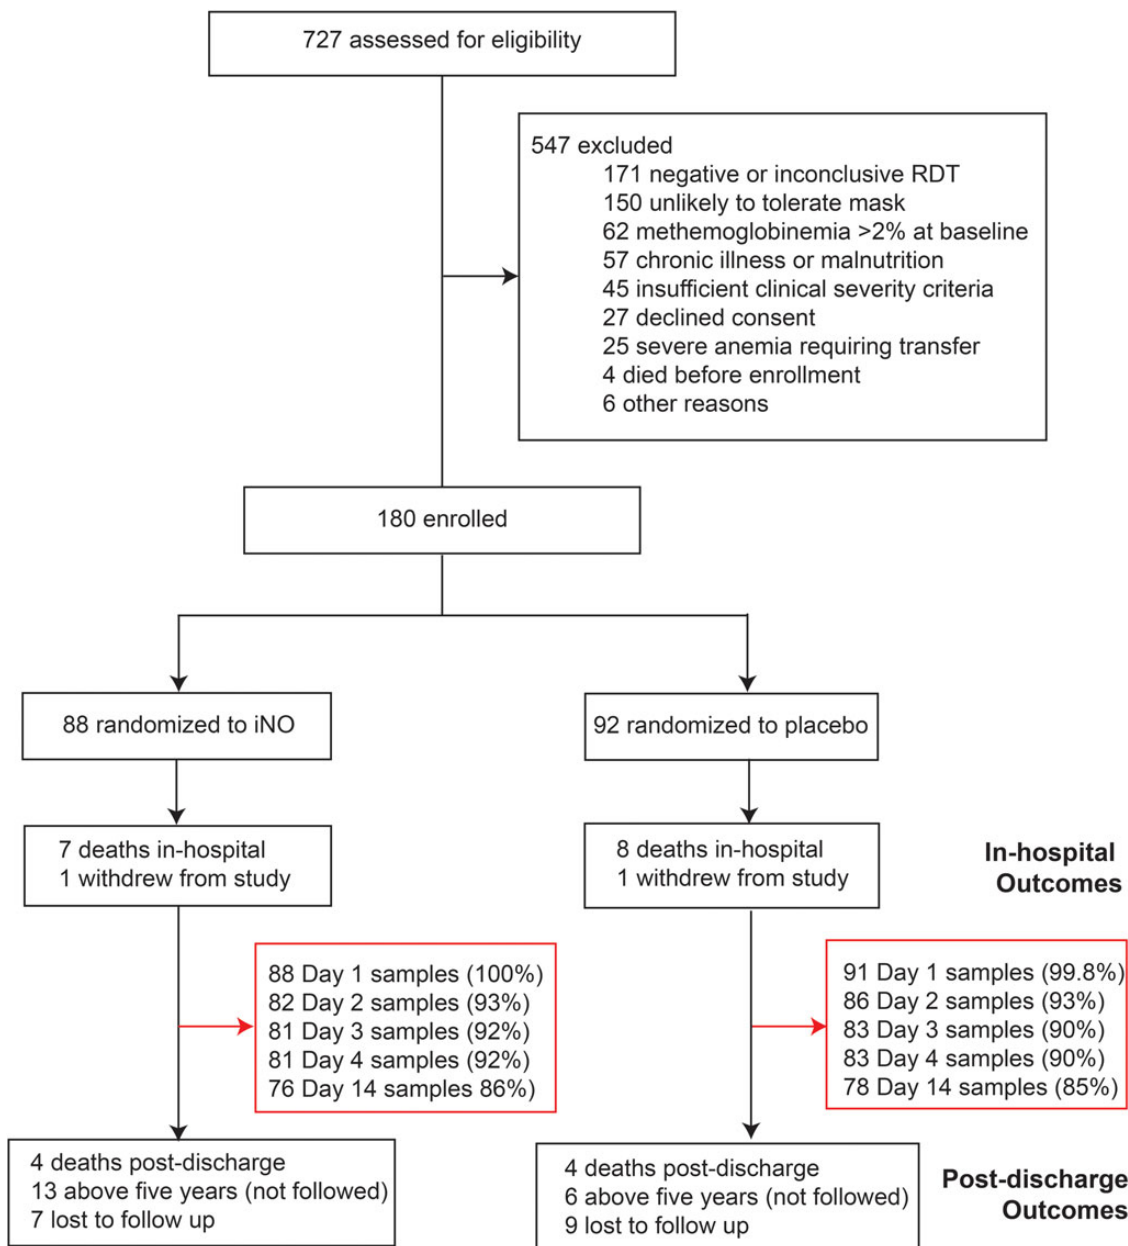 727 assessed for eligibility
547 excluded
171 negative or inconclusive RDT
150 unlikely to tolerate mask
62 methemoglobinemia >2% at baseline
57 chronic illness or malnutrition
45 insufficient clinical severity criteria
27 declined consent
25 severe anemia requiring transfer
4 died before enrollment
6 other reasons
180 enrolled
88 randomized to iNO
92 randomized to placebo
7 deaths in-hospital
1 withdrew from study
8 deaths in-hospital
1 withdrew from study
In-hospital
Outcomes
88 Day 1 samples (100%)
82 Day 2 samples (93%)
81 Day 3 samples (92%)
81 Day 4 samples (92%)
76 Day 14 samples 86%)
91 Day 1 samples (99.8%)
86 Day 2 samples (93%)
83 Day 3 samples (90%)
83 Day 4 samples (90%)
78 Day 14 samples (85%)
4 deaths post-discharge
13 above five years (not followed)
7 lost to follow up
4 deaths post-discharge
6 above five years (not followed)
9 lost to follow up
Post-discharge
Outcomes